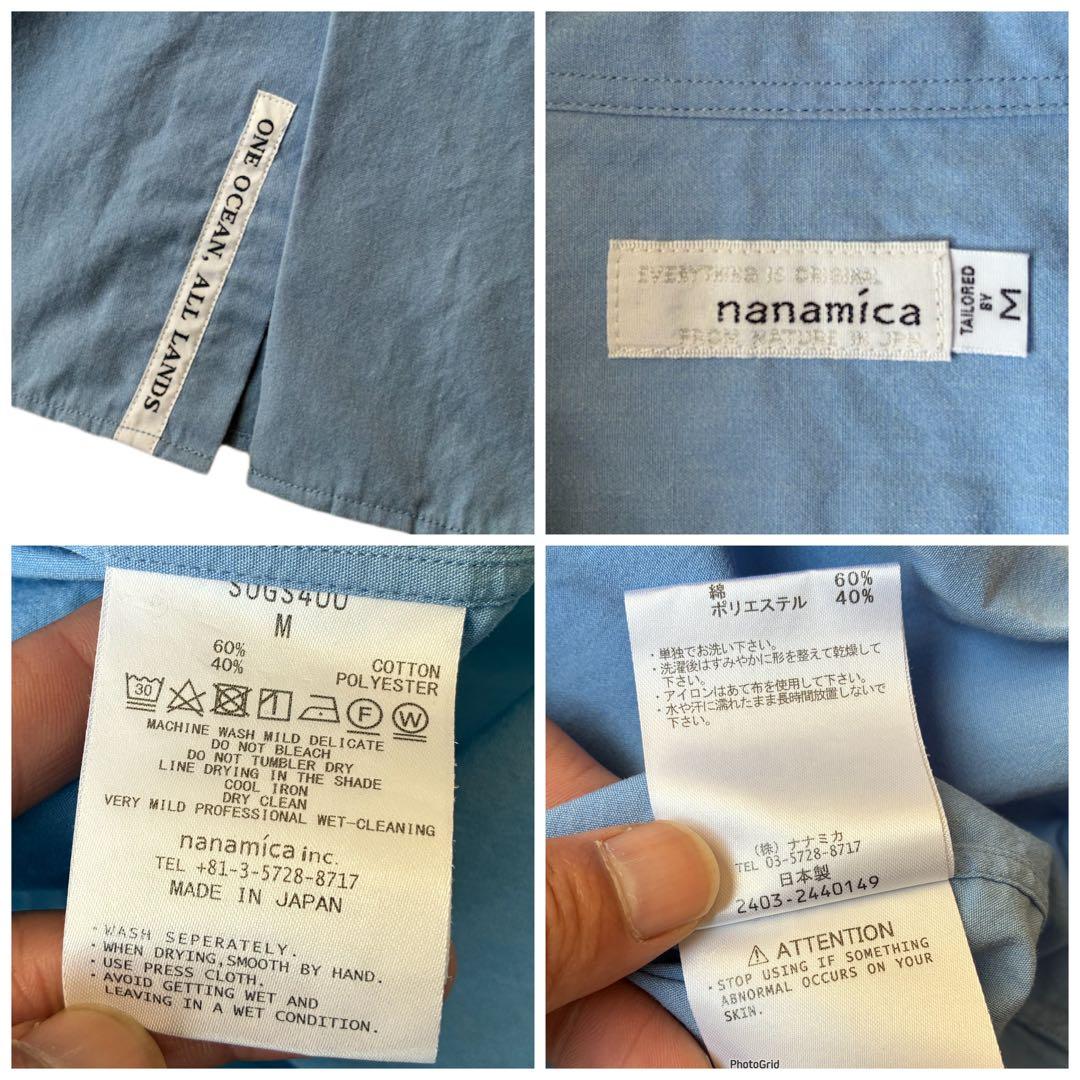 ONE OCEAN, ALL LANDS
EVERYTHING IS ORIGINAL
nanamica
FROM NATURE IN JPN
TAILORED
BY
M
SUGS400
M
60% COTTON
40% POLYESTER
30 F W
MACHINE WASH MILD DELICATE
DO NOT BLEACH
DO NOT TUMBLER DRY
LINE DRYING IN THE SHADE
COOL IRON
DRY CLEAN
VERY MILD PROFESSIONAL WET-CLEANING
nanamica inc.
TEL +81-3-5728-8717
MADE IN JAPAN
・WASH SEPERATELY.
・WHEN DRYING,SMOOTH BY HAND.
・USE PRESS CLOTH.
・AVOID GETTING WET AND
LEAVING IN A WET CONDITION.
綿 60%
ポリエステル 40%
・単独でお洗い下さい。
・洗濯後はすみやかに形を整えて乾燥して
下さい。
・アイロンはあて布を使用して下さい。
・水や汗に濡れたまま長時間放置しないで
下さい。
(株) ナナミカ
TEL 03-5728-8717
日本製
2403-2440149
⚠ ATTENTION
・STOP USING IF SOMETHING
ABNORMAL OCCURS ON YOUR
SKIN.
PhotoGrid